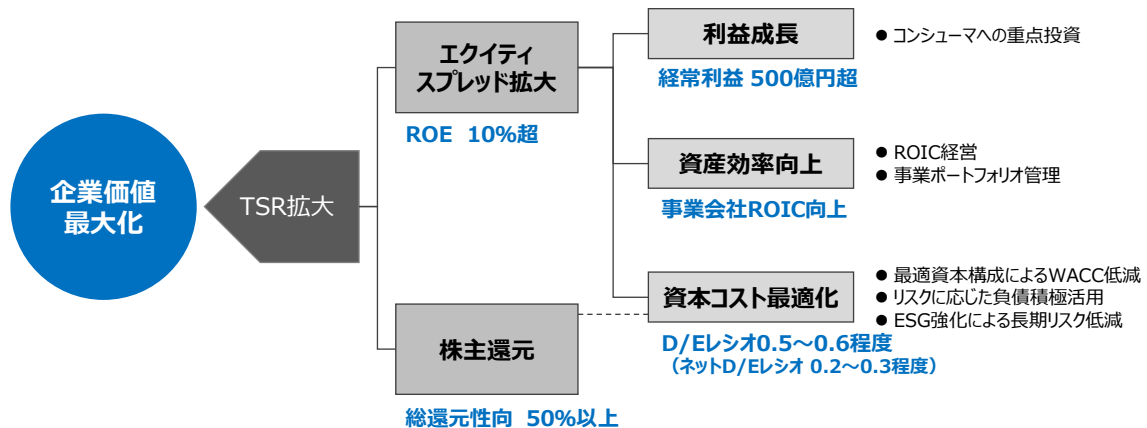 企業価値
最大化
TSR拡大
エクイティ
スプレッド拡大
ROE 10%超
株主還元
総還元性向 50%以上
利益成長
経常利益 500億円超
● コンシューマへの重点投資
資産効率向上
事業会社ROIC向上
● ROIC経営
● 事業ポートフォリオ管理
資本コスト最適化
D/Eレシオ0.5～0.6程度
（ネットD/Eレシオ 0.2～0.3程度）
● 最適資本構成によるWACC低減
● リスクに応じた負債積極活用
● ESG強化による長期リスク低減